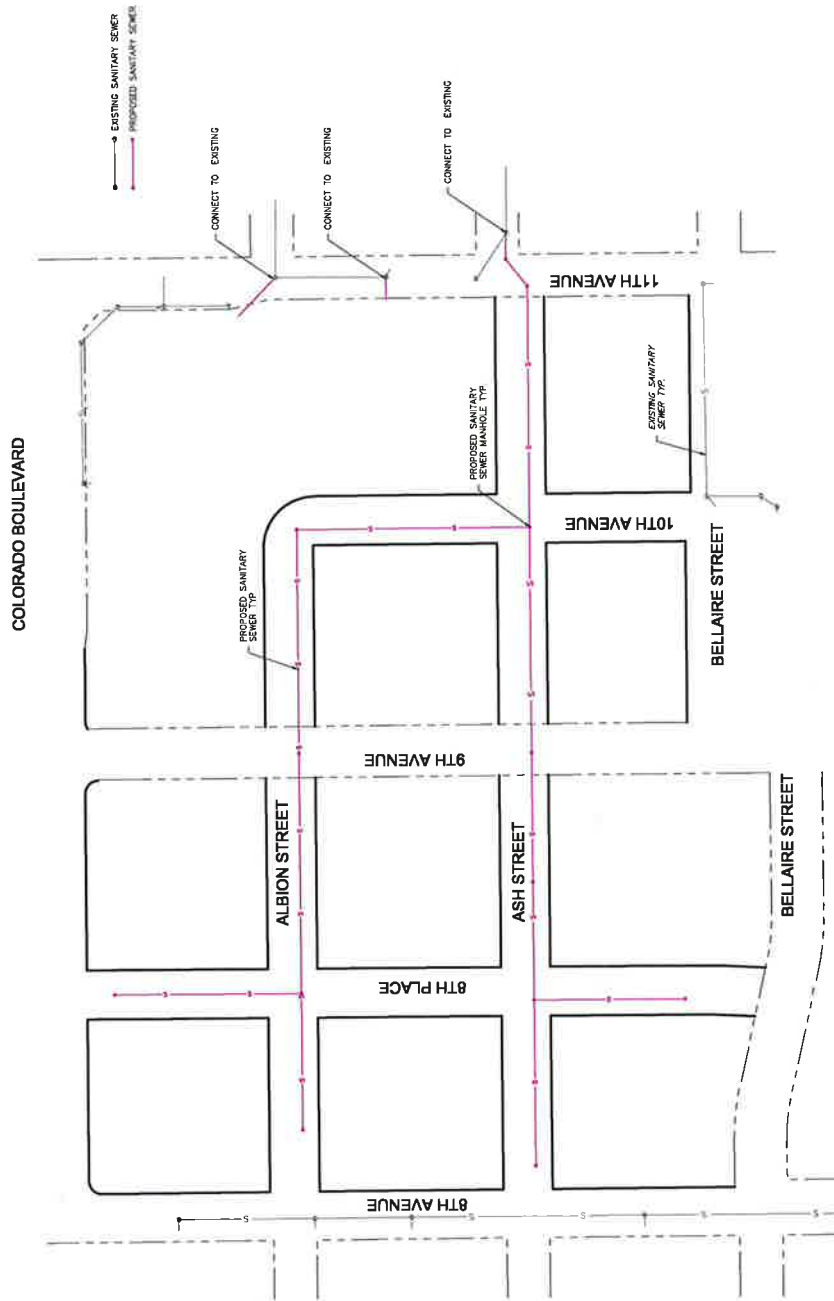 COLORADO BOULEVARD
EXISTING SANITARY SEWER
PROPOSED SANITARY SEWER
CONNECT TO EXISTING
CONNECT TO EXISTING
CONNECT TO EXISTING
11TH AVENUE
PROPOSED SANITARY
SEWER MANHOLE TYP.
EXISTING SANITARY
SEWER TYP.
10TH AVENUE
BELLAIRE STREET
PROPOSED SANITARY
SEWER TYP
9TH AVENUE
ALBION STREET
ASH STREET
BELLAIRE STREET
8TH PLACE
8TH AVENUE